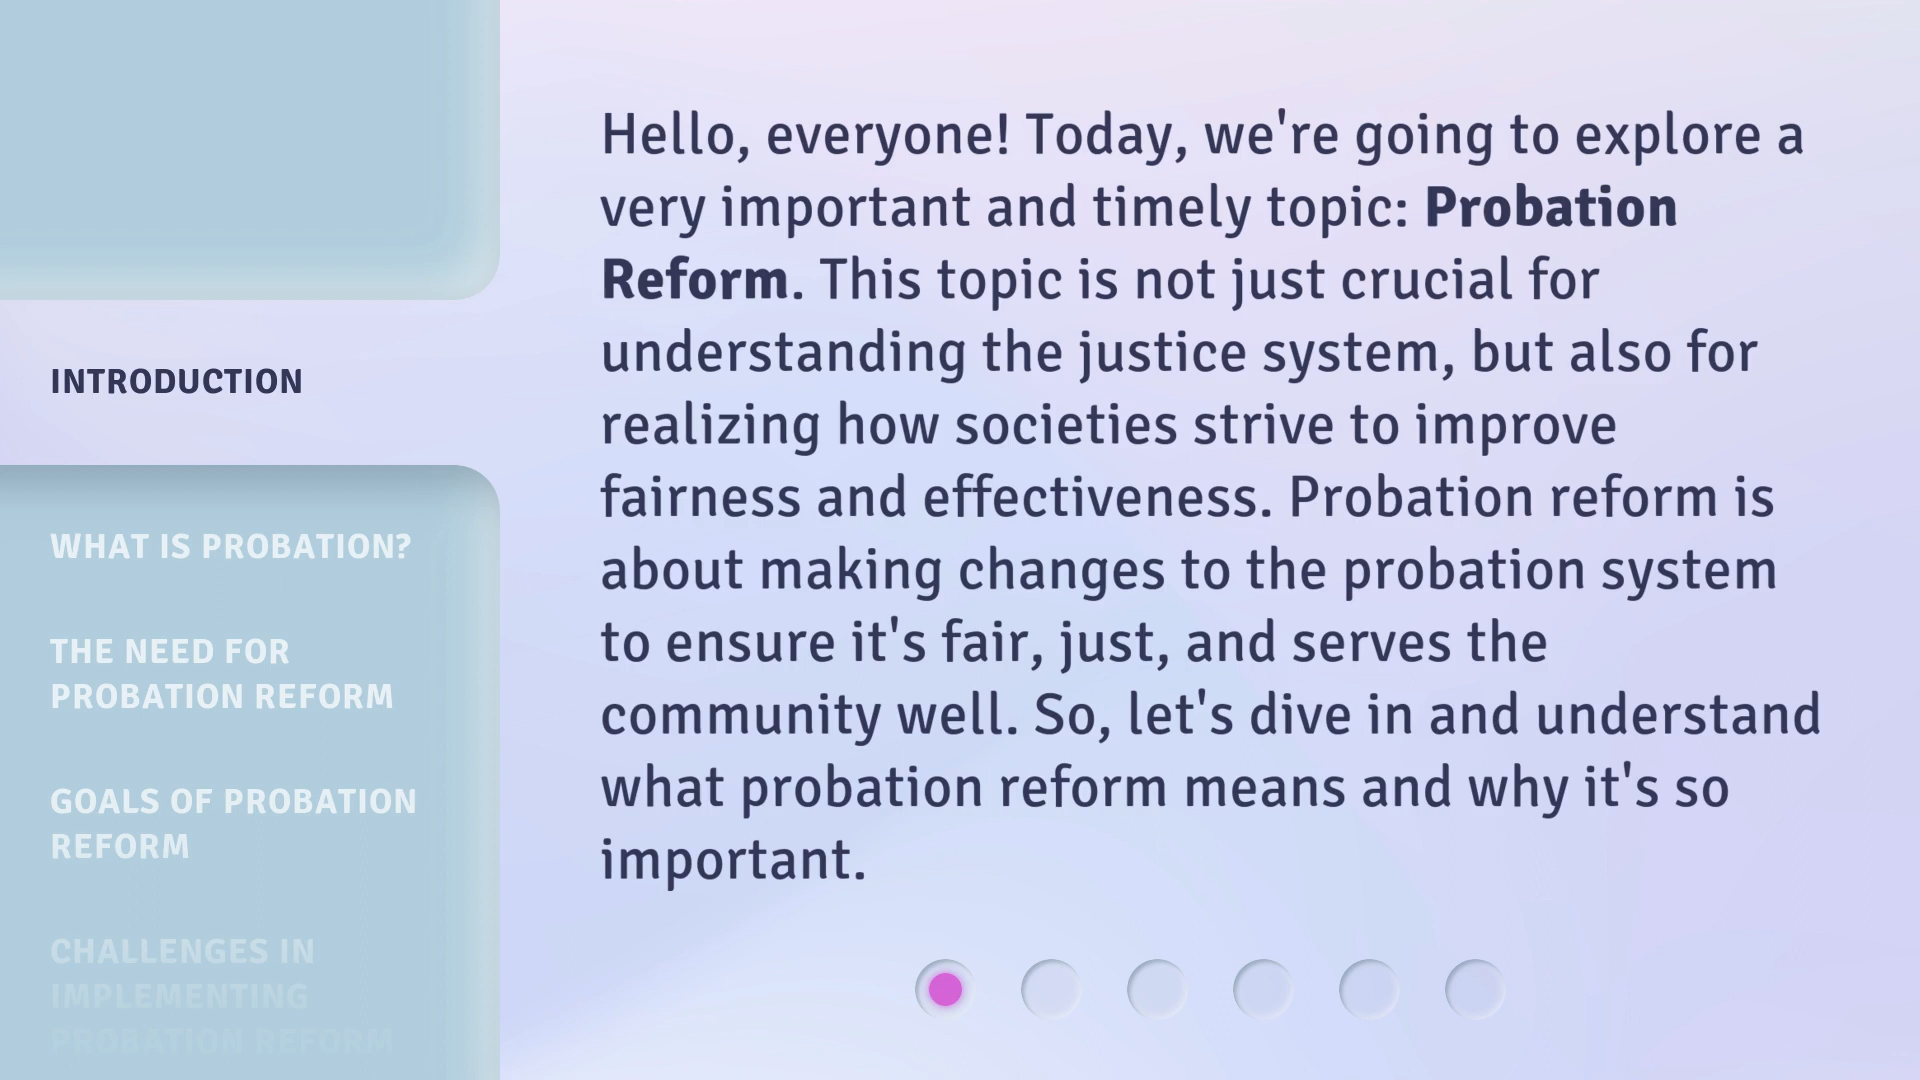 INTRODUCTION
WHAT IS PROBATION?
THE NEED FOR
PROBATION REFORM
GOALS OF PROBATION
REFORM
CHALLENGES IN
IMPLEMENTING
PROBATION REFORM
Hello, everyone! Today, we're going to explore a
very important and timely topic: Probation
Reform. This topic is not just crucial for
understanding the justice system, but also for
realizing how societies strive to improve
fairness and effectiveness. Probation reform is
about making changes to the probation system
to ensure it's fair, just, and serves the
community well. So, let's dive in and understand
what probation reform means and why it's so
important.